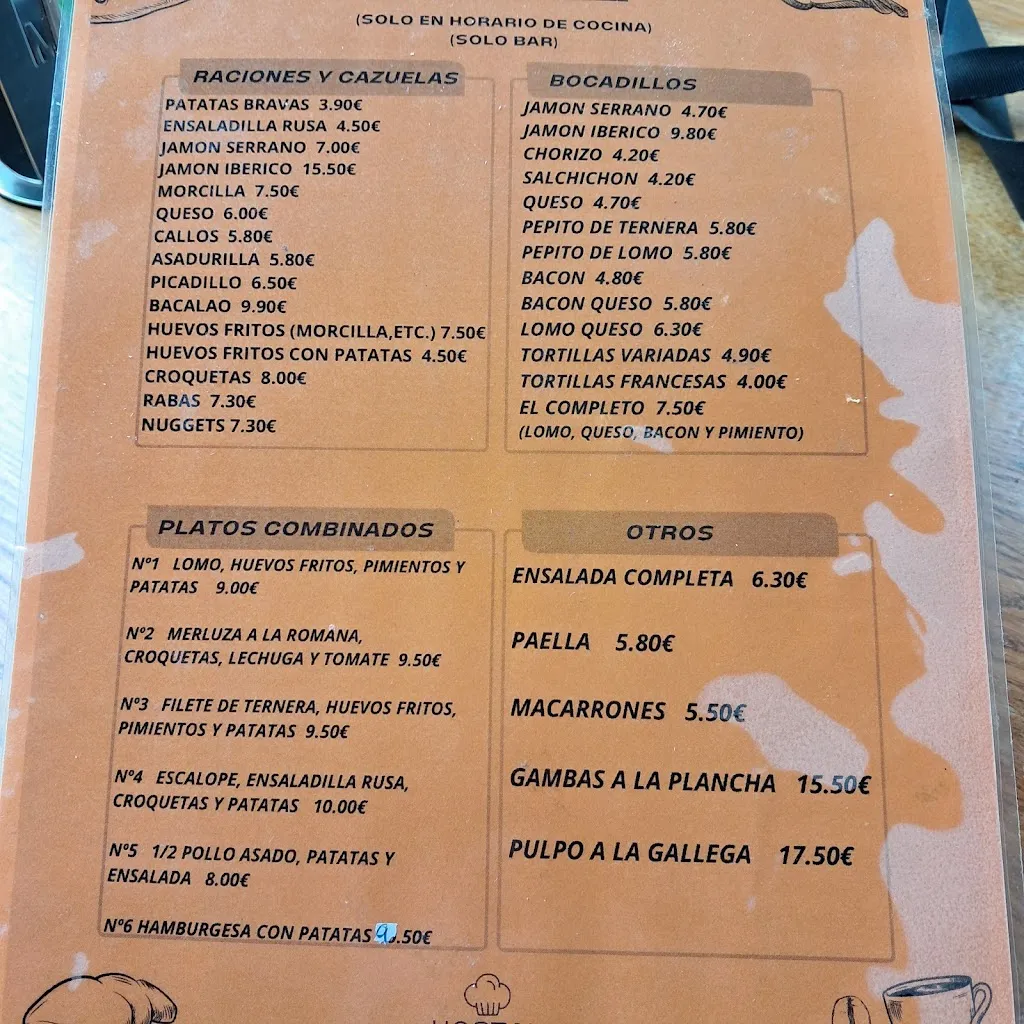 (SOLO EN HORARIO DE COCINA)
(SOLO BAR)
RACIONES Y CAZUELAS
PATATAS BRAVAS 3.90€
ENSALADILLA RUSA 4.50€
JAMON SERRANO 7.00€
JAMON IBERICO 15.50€
MORCILLA 7.50€
QUESO 6.00€
CALLOS 5.80€
ASADURILLA 5.80€
PICADILLO 6.50€
BACALAO 9.90€
HUEVOS FRITOS (MORCILLA,ETC.) 7.50€
HUEVOS FRITOS CON PATATAS 4.50€
CROQUETAS 8.00€
RABAS 7.30€
NUGGETS 7.30€
BOCADILLOS
JAMON SERRANO 4.70€
JAMON IBERICO 9.80€
CHORIZO 4.20€
SALCHICHON 4.20€
QUESO 4.70€
PEPITO DE TERNERA 5.80€
PEPITO DE LOMO 5.80€
BACON 4.80€
BACON QUESO 5.80€
LOMO QUESO 6.30€
TORTILLAS VARIADAS 4.90€
TORTILLAS FRANCESAS 4.00€
EL COMPLETO 7.50€
(LOMO, QUESO, BACON Y PIMIENTO)
PLATOS COMBINADOS
Nº1 LOMO, HUEVOS FRITOS, PIMIENTOS Y
PATATAS 9.00€
Nº2 MERLUZA A LA ROMANA,
CROQUETAS, LECHUGA Y TOMATE 9.50€
Nº3 FILETE DE TERNERA, HUEVOS FRITOS,
PIMIENTOS Y PATATAS 9.50€
Nº4 ESCALOPE, ENSALADILLA RUSA,
CROQUETAS Y PATATAS 10.00€
Nº5 1/2 POLLO ASADO, PATATAS Y
ENSALADA 8.00€
Nº6 HAMBURGESA CON PATATAS 9.50€
OTROS
ENSALADA COMPLETA 6.30€
PAELLA 5.80€
MACARRONES 5.50€
GAMBAS A LA PLANCHA 15.50€
PULPO A LA GALLEGA 17.50€